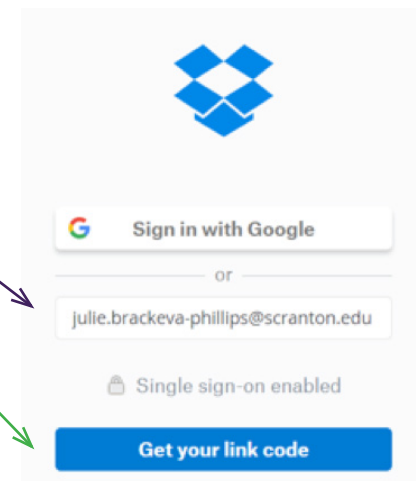 Sign in with Google
or
julie.brackeva-phillips@scranton.edu
Single sign-on enabled
Get your link code